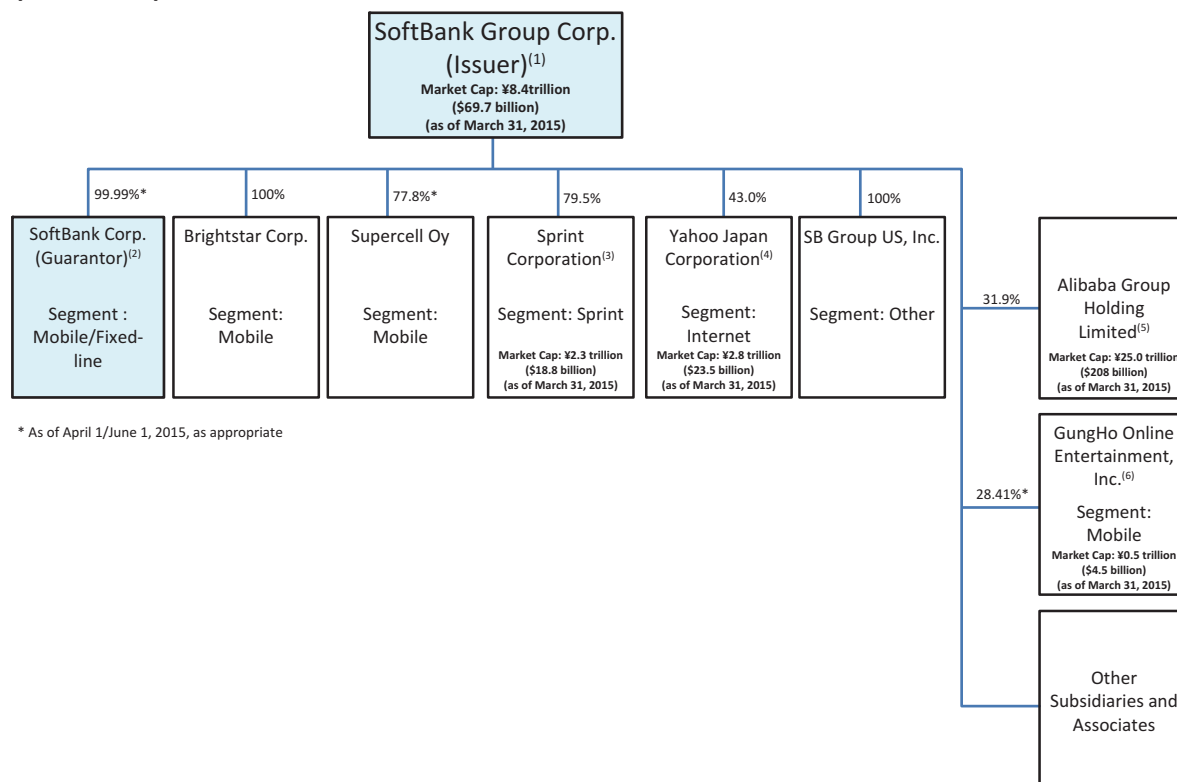 SoftBank Group Corp.
(Issuer)(1)
Market Cap: ¥8.4trillion
($69.7 billion)
(as of March 31, 2015)
99.99%*
100%
77.8%*
79.5%
43.0%
100%
SoftBank Corp.
(Guarantor)(2)
Segment :
Mobile/Fixed-
line
Brightstar Corp.
Segment:
Mobile
Supercell Oy
Segment:
Mobile
Sprint
Corporation(3)
Segment: Sprint
Market Cap: ¥2.3 trillion
($18.8 billion)
(as of March 31, 2015)
Yahoo Japan
Corporation(4)
Segment:
Internet
Market Cap: ¥2.8 trillion
($23.5 billion)
(as of March 31, 2015)
SB Group US, Inc.
Segment: Other
31.9%
Alibaba Group
Holding
Limited(5)
Market Cap: ¥25.0 trillion
($208 billion)
(as of March 31, 2015)
* As of April 1/June 1, 2015, as appropriate
28.41%*
GungHo Online
Entertainment,
Inc.(6)
Segment:
Mobile
Market Cap: ¥0.5 trillion
($4.5 billion)
(as of March 31, 2015)
Other
Subsidiaries and
Associates